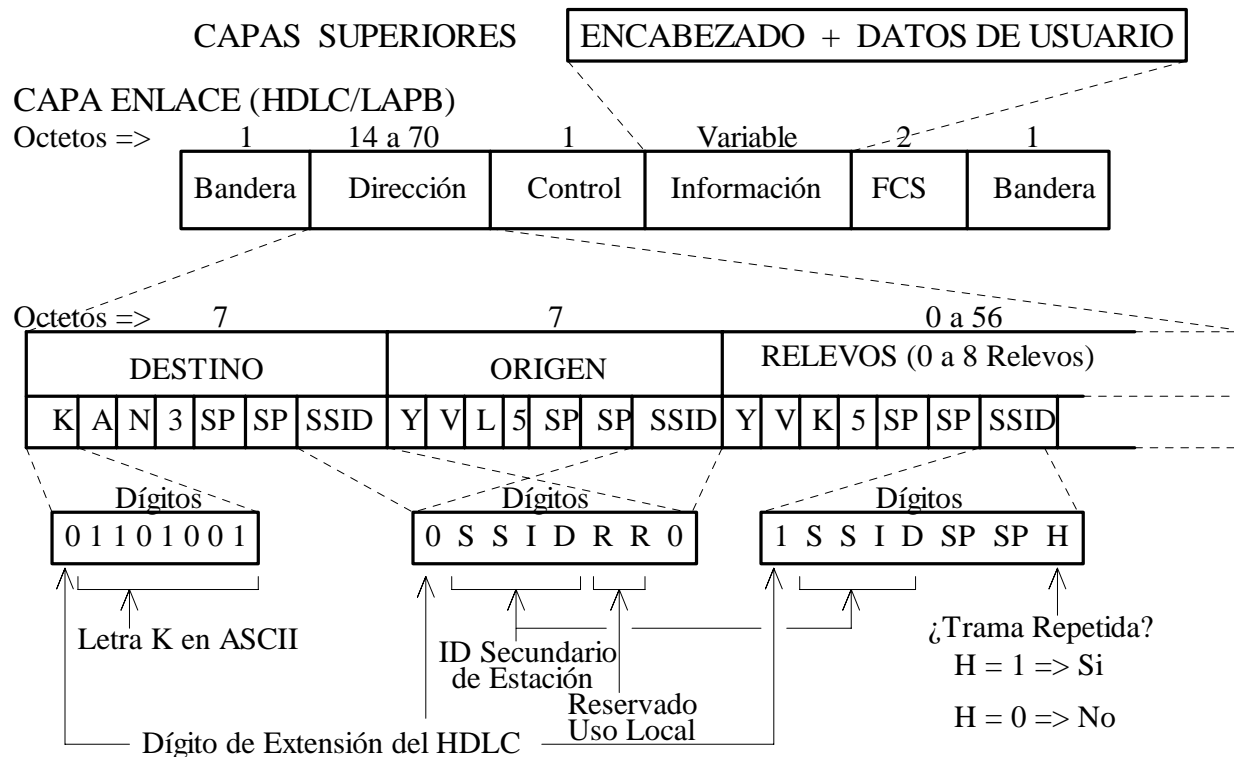 CAPAS SUPERIORES ENCABEZADO + DATOS DE USUARIO
CAPA ENLACE (HDLC/LAPB)
Octetos => 1 14 a 70 1 Variable 2 1
Bandera Dirección Control Información FCS Bandera
Octetos => 7 7 0 a 56
DESTINO ORIGEN RELEVOS (0 a 8 Relevos)
K A N 3 SP SP SSID Y V L 5 SP SP SSID Y V K 5 SP SP SSID
Dígitos Dígitos Dígitos
0 1 1 0 1 0 0 1 0 S S I D R R 0 1 S S I D SP SP H
Letra K en ASCII
ID Secundario
de Estación
Reservado
Uso Local
¿Trama Repetida?
H = 1 => Si
H = 0 => No
Dígito de Extensión del HDLC